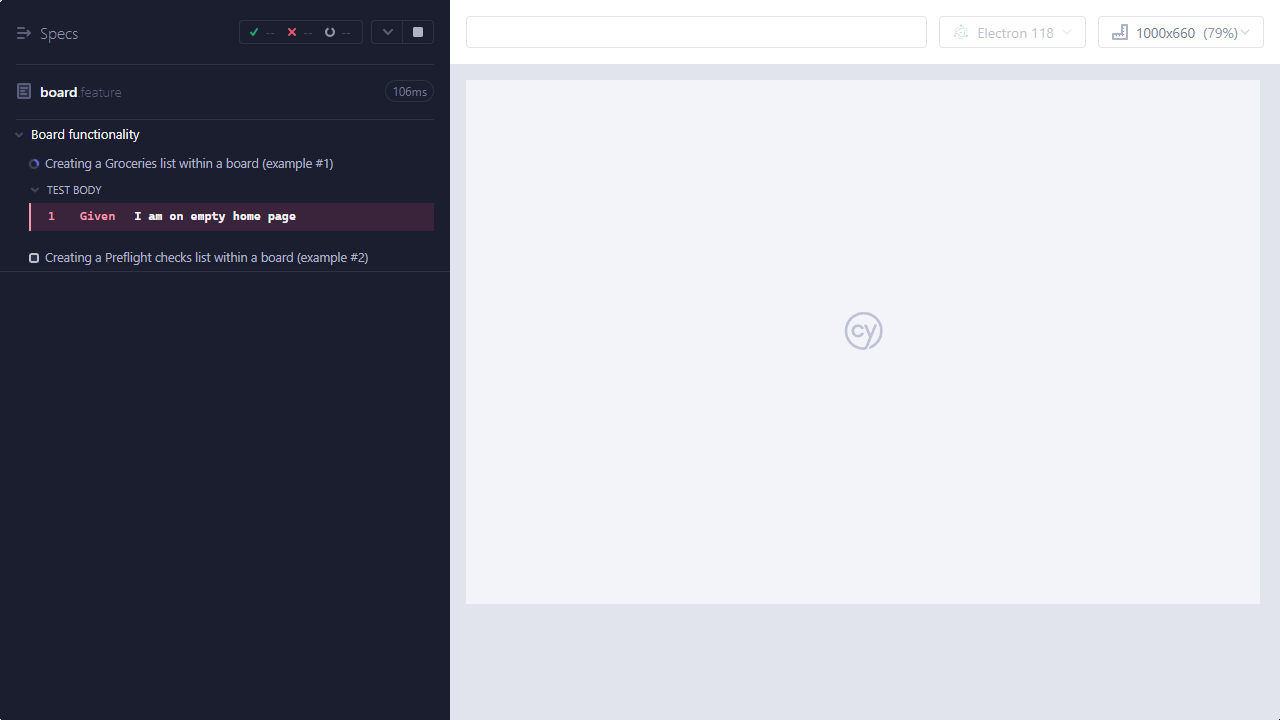 Specs
-- -- --
board.feature
106ms
Board functionality
Creating a Groceries list within a board (example #1)
TEST BODY
1 Given I am on empty home page
Creating a Preflight checks list within a board (example #2)
Electron 118
1000x660 (79%)
cy